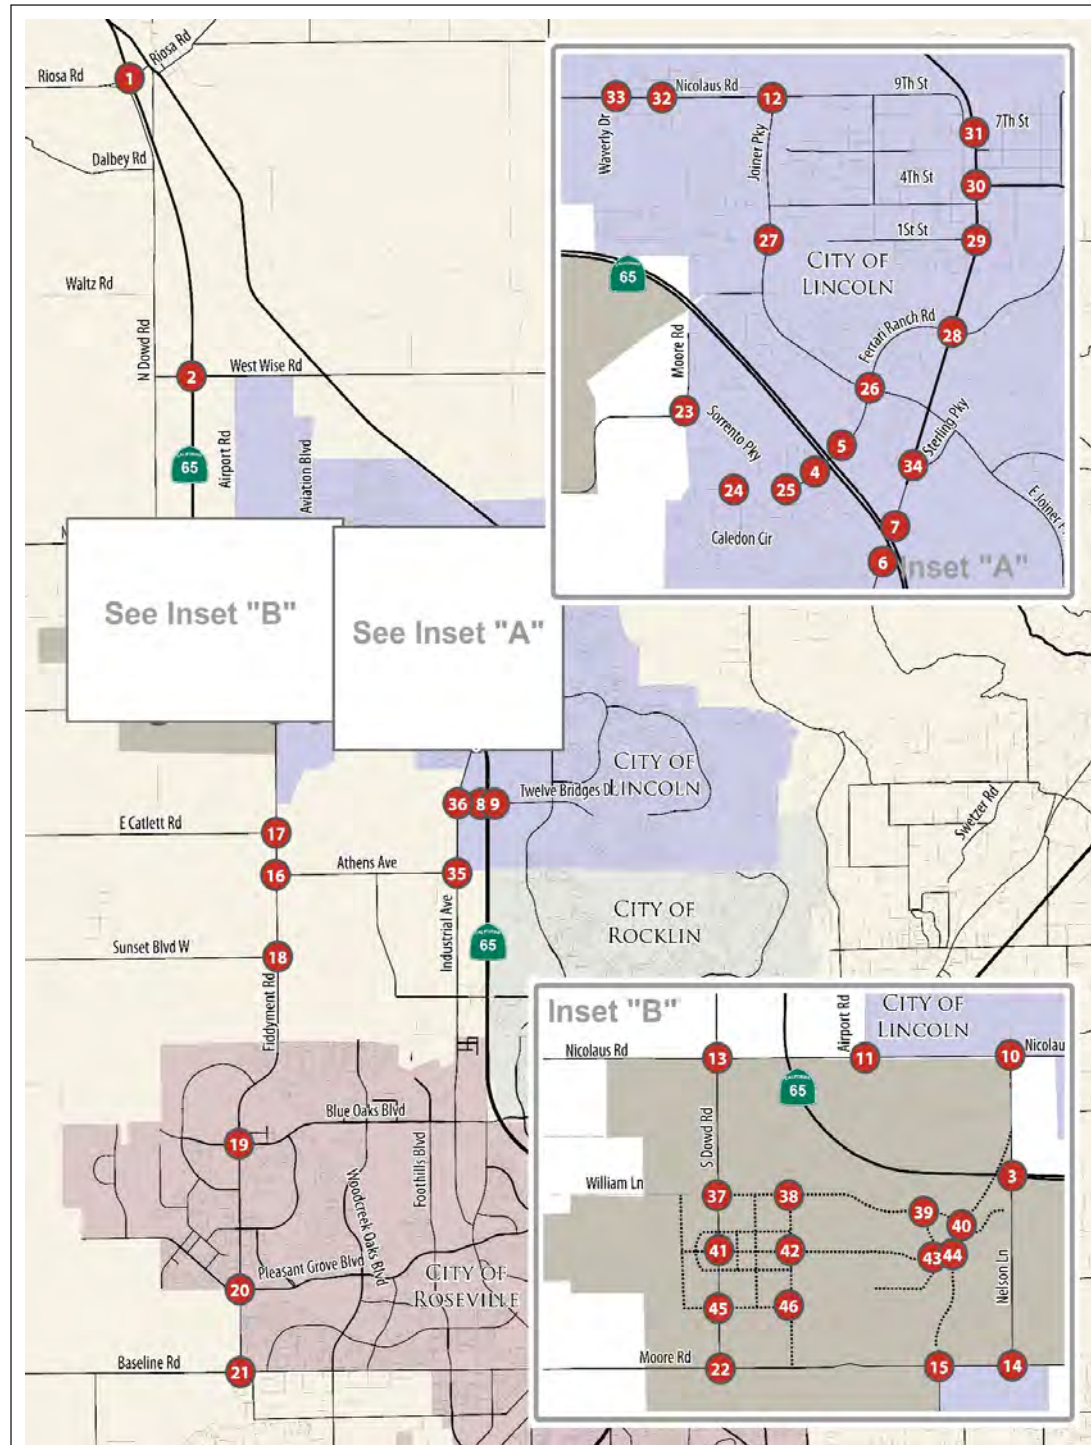 Riosa Rd
Riosa Rd
1
Dalbey Rd
Waltz Rd
N Dowd Rd
2
West Wise Rd
CALIFORNIA
65
Airport Rd
Aviation Blvd
N
See Inset "B"
See Inset "A"
33
32
Nicolaus Rd
12
9Th St
Waverly Dr
Joiner Pky
31
7Th St
4Th St
30
27
1St St
29
CITY OF
LINCOLN
CALIFORNIA
65
Moore Rd
Ferrari Ranch Rd
28
26
23
Sorrento Pky
5
Sterling Pky
4
34
24
25
E Joiner P
Caledon Cir
7
6
Inset "A"
CITY OF
LINCOLN
36
8
9
Twelve Bridges D
E Catlett Rd
17
16
Athens Ave
35
Swetzer Rd
CITY OF
ROCKLIN
Industrial Ave
CALIFORNIA
65
Sunset Blvd W
18
Fiddyment Rd
Blue Oaks Blvd
19
Foothills Blvd
Woodcreek Oaks Blvd
Pleasant Grove Blvd
20
CITY OF
ROSEVILLE
Baseline Rd
21
Inset "B"
CITY OF
LINCOLN
Airport Rd
Nicolaus Rd
13
11
10
Nicolau
CALIFORNIA
65
S Dowd Rd
William Ln
37
38
3
39
40
41
42
43
44
Nelson Ln
45
46
Moore Rd
22
15
14